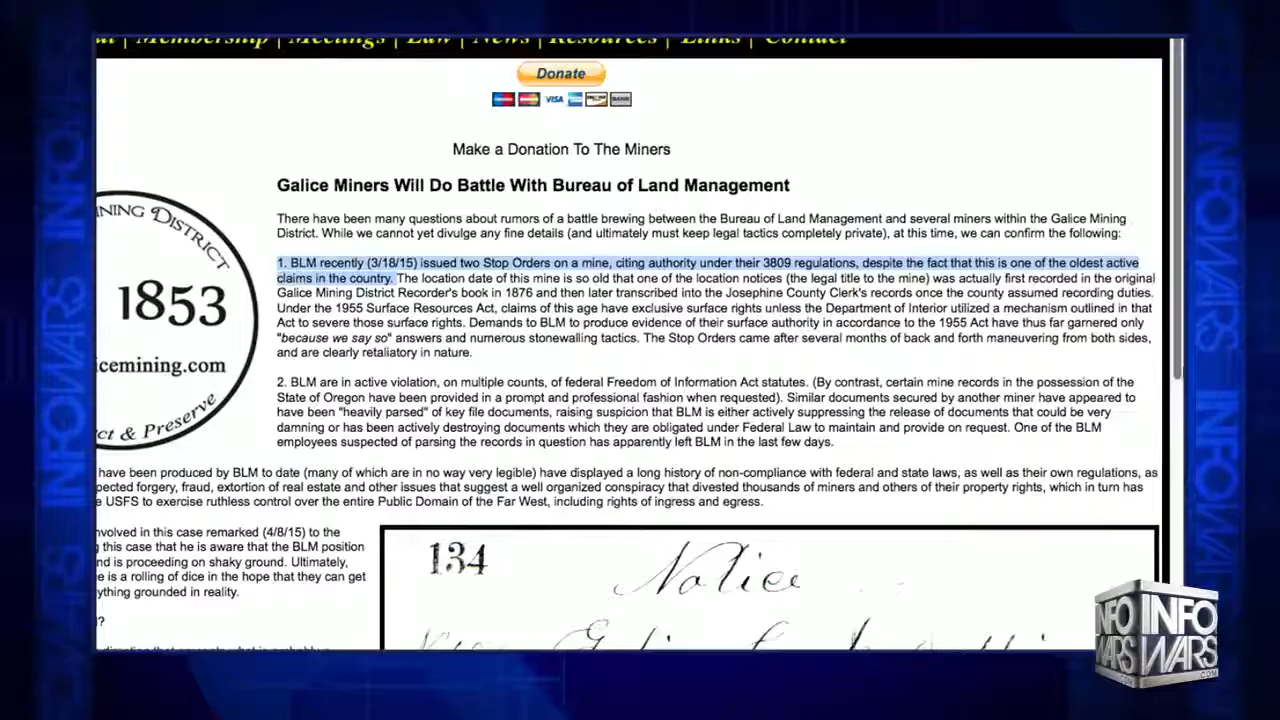 | Membership | Meetings | Law | News | Resources | Links | Contact
Donate
VISA
Make a Donation To The Miners
Galice Miners Will Do Battle With Bureau of Land Management
There have been many questions about rumors of a battle brewing between the Bureau of Land Management and several miners within the Galice Mining
District. While we cannot yet divulge any fine details (and ultimately must keep legal tactics completely private), at this time, we can confirm the following:
1. BLM recently (3/18/15) issued two Stop Orders on a mine, citing authority under their 3809 regulations, despite the fact that this is one of the oldest active
claims in the country. The location date of this mine is so old that one of the location notices (the legal title to the mine) was actually first recorded in the original
Galice Mining District Recorder's book in 1876 and then later transcribed into the Josephine County Clerk's records once the county assumed recording duties.
Under the 1955 Surface Resources Act, claims of this age have exclusive surface rights unless the Department of Interior utilized a mechanism outlined in that
Act to sever those surface rights. Demands to BLM to produce evidence of their surface authority in accordance to the 1955 Act have thus far garnered only
"because we say so" answers and numerous stonewalling tactics. The Stop Orders came after several months of back and forth maneuvering from both sides,
and are clearly retaliatory in nature.
2. BLM are in active violation, on multiple counts, of federal Freedom of Information Act statutes. (By contrast, certain mine records in the possession of the
State of Oregon have been provided in a prompt and professional fashion when requested). Similar documents secured by another miner have appeared to
have been "heavily parsed" of key file documents, raising suspicion that BLM is either actively suppressing the release of documents that could be very
damning or has been actively destroying documents which they are obligated under Federal Law to maintain and provide on request. One of the BLM
employees suspected of parsing the records in question has apparently left BLM in the last few days.
have been produced by BLM to date (many of which are in no way very legible) have displayed a long history of non-compliance with federal and state laws, as well as their own regulations, as
pected forgery, fraud, extortion of real estate and other issues that suggest a well organized conspiracy that divested thousands of miners and others of their property rights, which in turn has
e USFS to exercise ruthless control over the entire Public Domain of the Far West, including rights of ingress and egress.
nvolved in this case remarked (4/8/15) to the
g this case that he is aware that the BLM position
nd is proceeding on shaky ground. Ultimately,
e is a rolling of dice in the hope that they can get
ything grounded in reality.
?
NING DISTRICT
1853
icemining.com
ct & Preserve
134
Notice
INFO
WARS
.COM
INFO
WARS
.COM
INFOWARS
INFO
INFOWARS
INFO